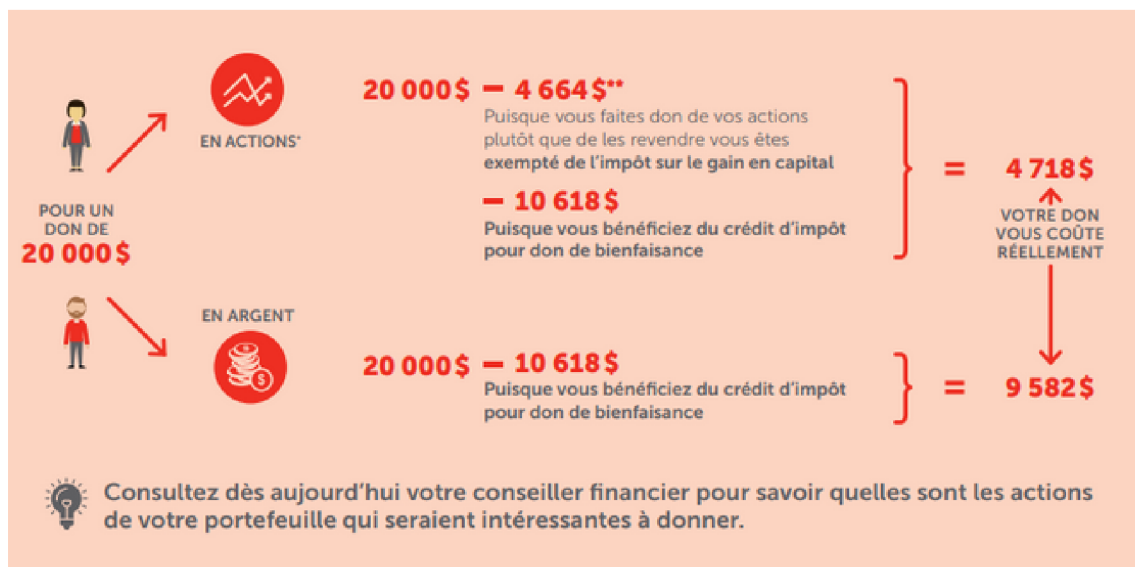 POUR UN
DON DE
20 000 $
EN ACTIONS*
20 000 $ – 4 664 $**
Puisque vous faites don de vos actions
plutôt que de les revendre vous êtes
exempté de l'impôt sur le gain en capital
– 10 618 $
Puisque vous bénéficiez du crédit d'impôt
pour don de bienfaisance
= 4 718 $
VOTRE DON
VOUS COÛTE
RÉELLEMENT
EN ARGENT
20 000 $ – 10 618 $
Puisque vous bénéficiez du crédit d'impôt
pour don de bienfaisance
= 9 582 $
Consultez dès aujourd'hui votre conseiller financier pour savoir quelles sont les actions
de votre portefeuille qui seraient intéressantes à donner.